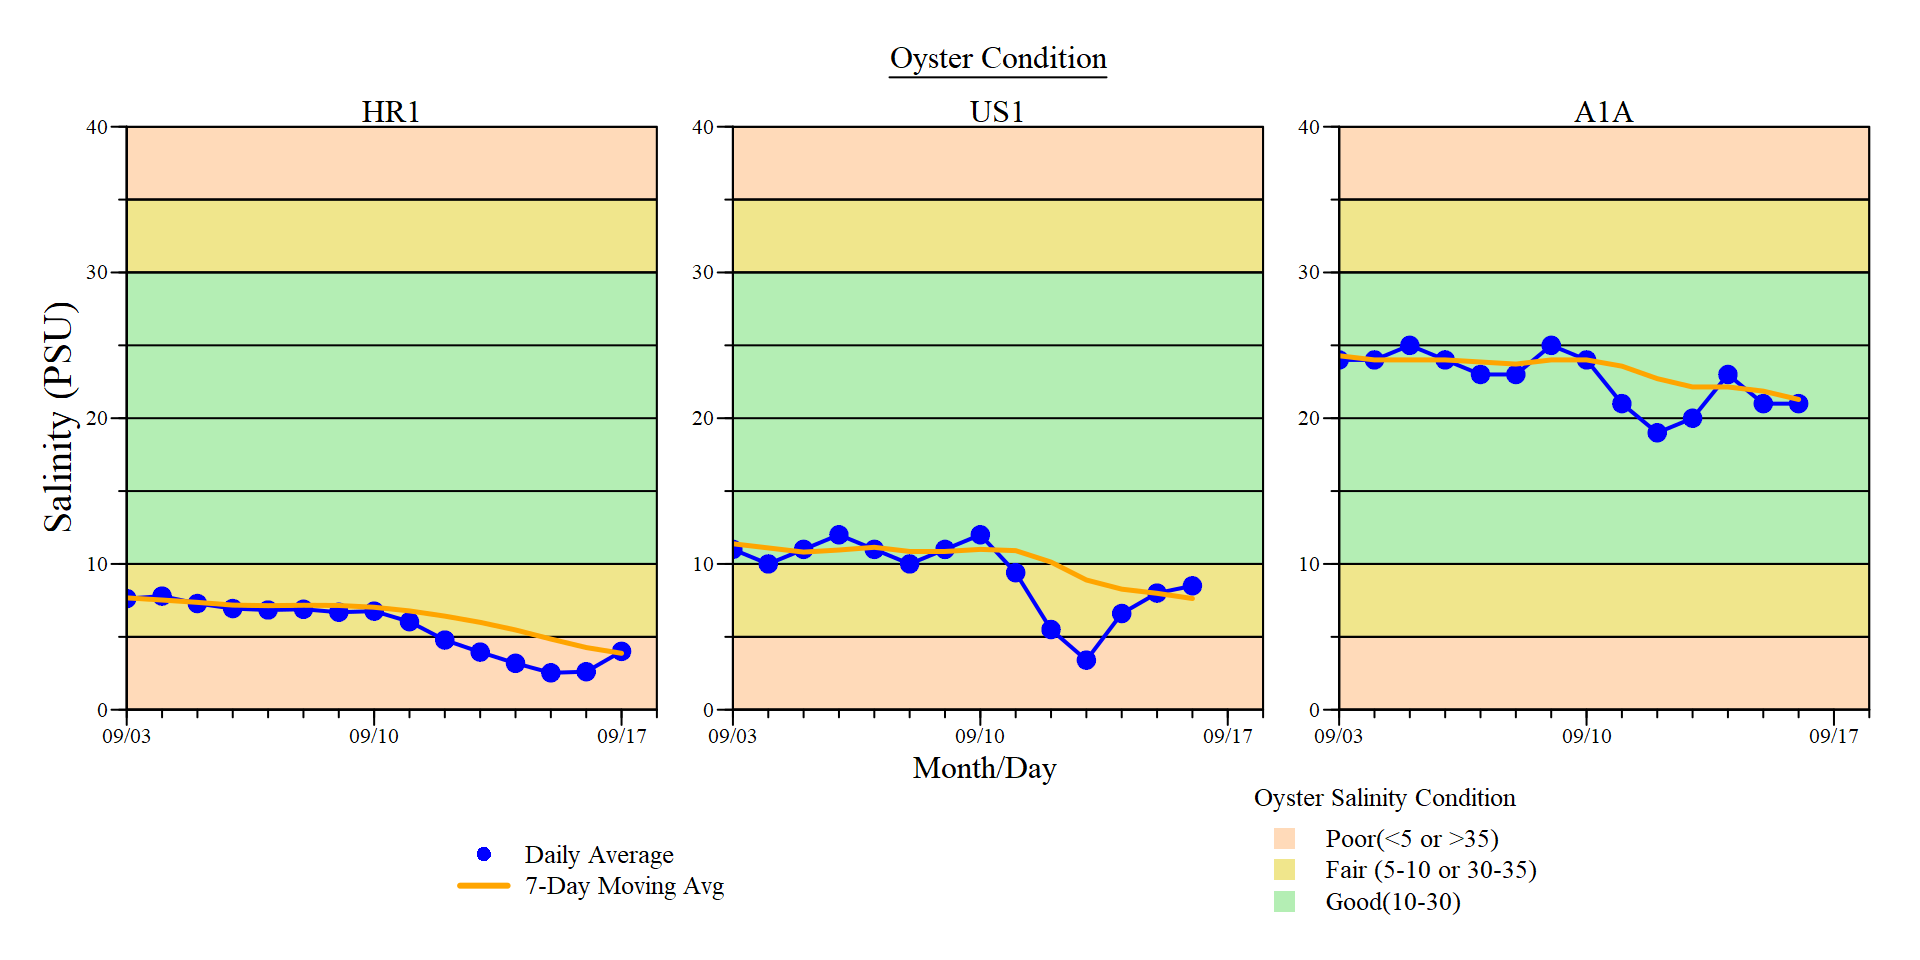 Oyster Condition
HR1
US1
A1A
Salinity (PSU)
40
30
20
10
0
09/03
09/10
09/17
40
30
20
10
0
09/03
09/10
09/17
40
30
20
10
0
09/03
09/10
09/17
Month/Day
Daily Average
7-Day Moving Avg
Oyster Salinity Condition
Poor(<5 or >35)
Fair (5-10 or 30-35)
Good(10-30)